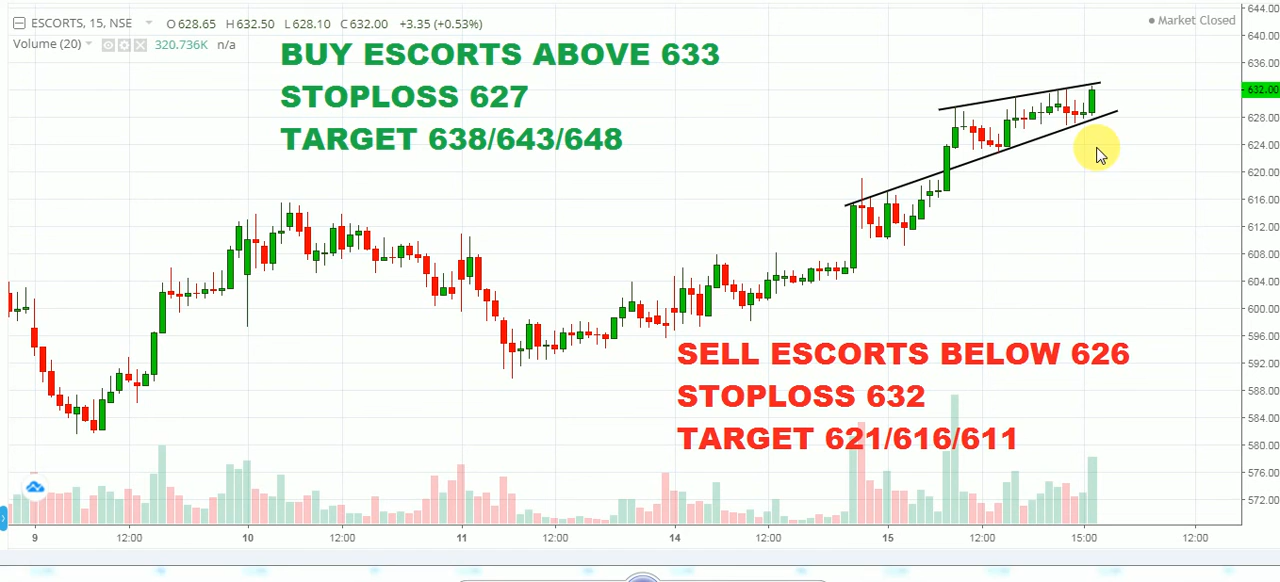 ESCORTS, 15, NSE O628.65 H632.50 L628.10 C632.00 +3.35 (+0.53%)
Market Closed
Volume (20) 320.736K n/a
BUY ESCORTS ABOVE 633
STOPLOSS 627
TARGET 638/643/648
SELL ESCORTS BELOW 626
STOPLOSS 632
TARGET 621/616/611
644.00
640.00
636.00
632.00
628.00
624.00
620.00
616.00
612.00
608.00
604.00
600.00
596.00
592.00
588.00
584.00
580.00
576.00
572.00
9 12:00 10 12:00 11 12:00 14 12:00 15 12:00 15:00 12:00